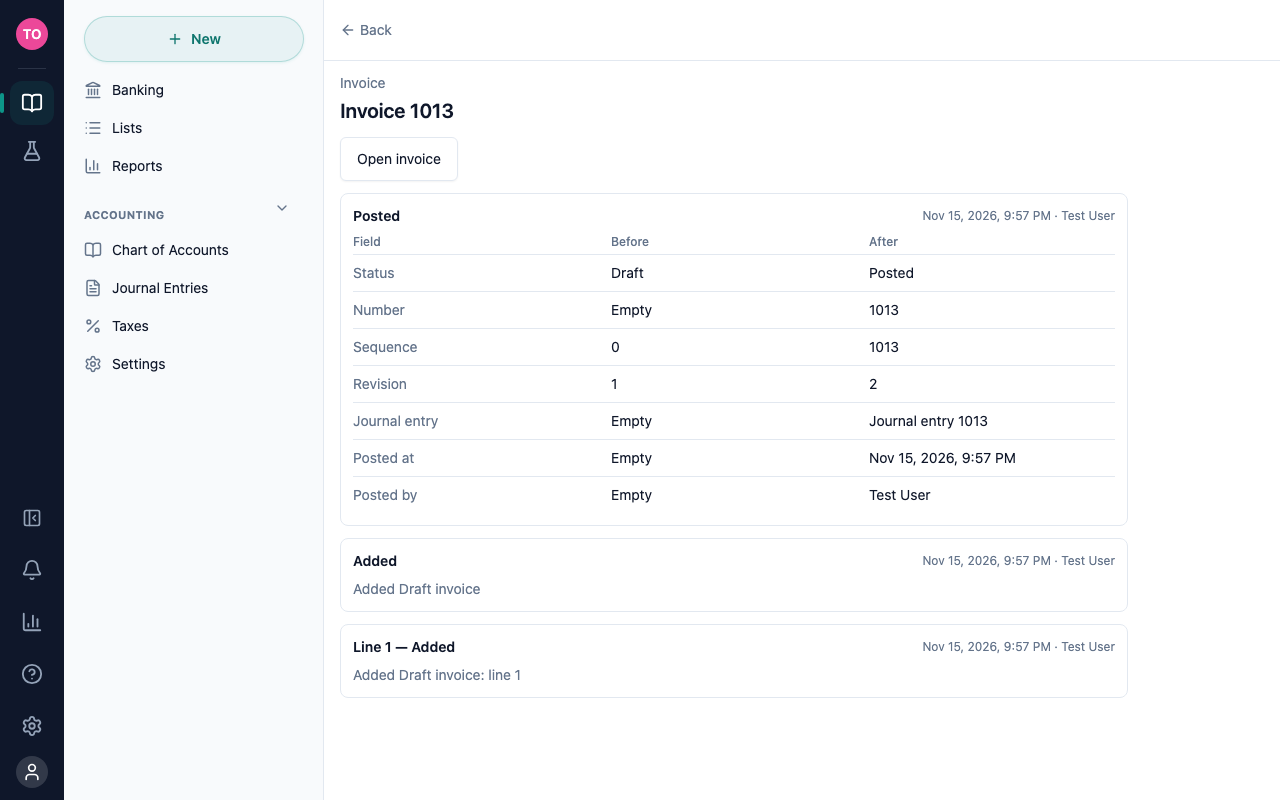 TO
New
Banking
Lists
Reports
ACCOUNTING
Chart of Accounts
Journal Entries
Taxes
Settings
Back
Invoice
Invoice 1013
Open invoice
Posted Nov 15, 2026, 9:57 PM · Test User
Field Before After
Status Draft Posted
Number Empty 1013
Sequence 0 1013
Revision 1 2
Journal entry Empty Journal entry 1013
Posted at Empty Nov 15, 2026, 9:57 PM
Posted by Empty Test User
Added Nov 15, 2026, 9:57 PM · Test User
Added Draft invoice
Line 1 — Added Nov 15, 2026, 9:57 PM · Test User
Added Draft invoice: line 1